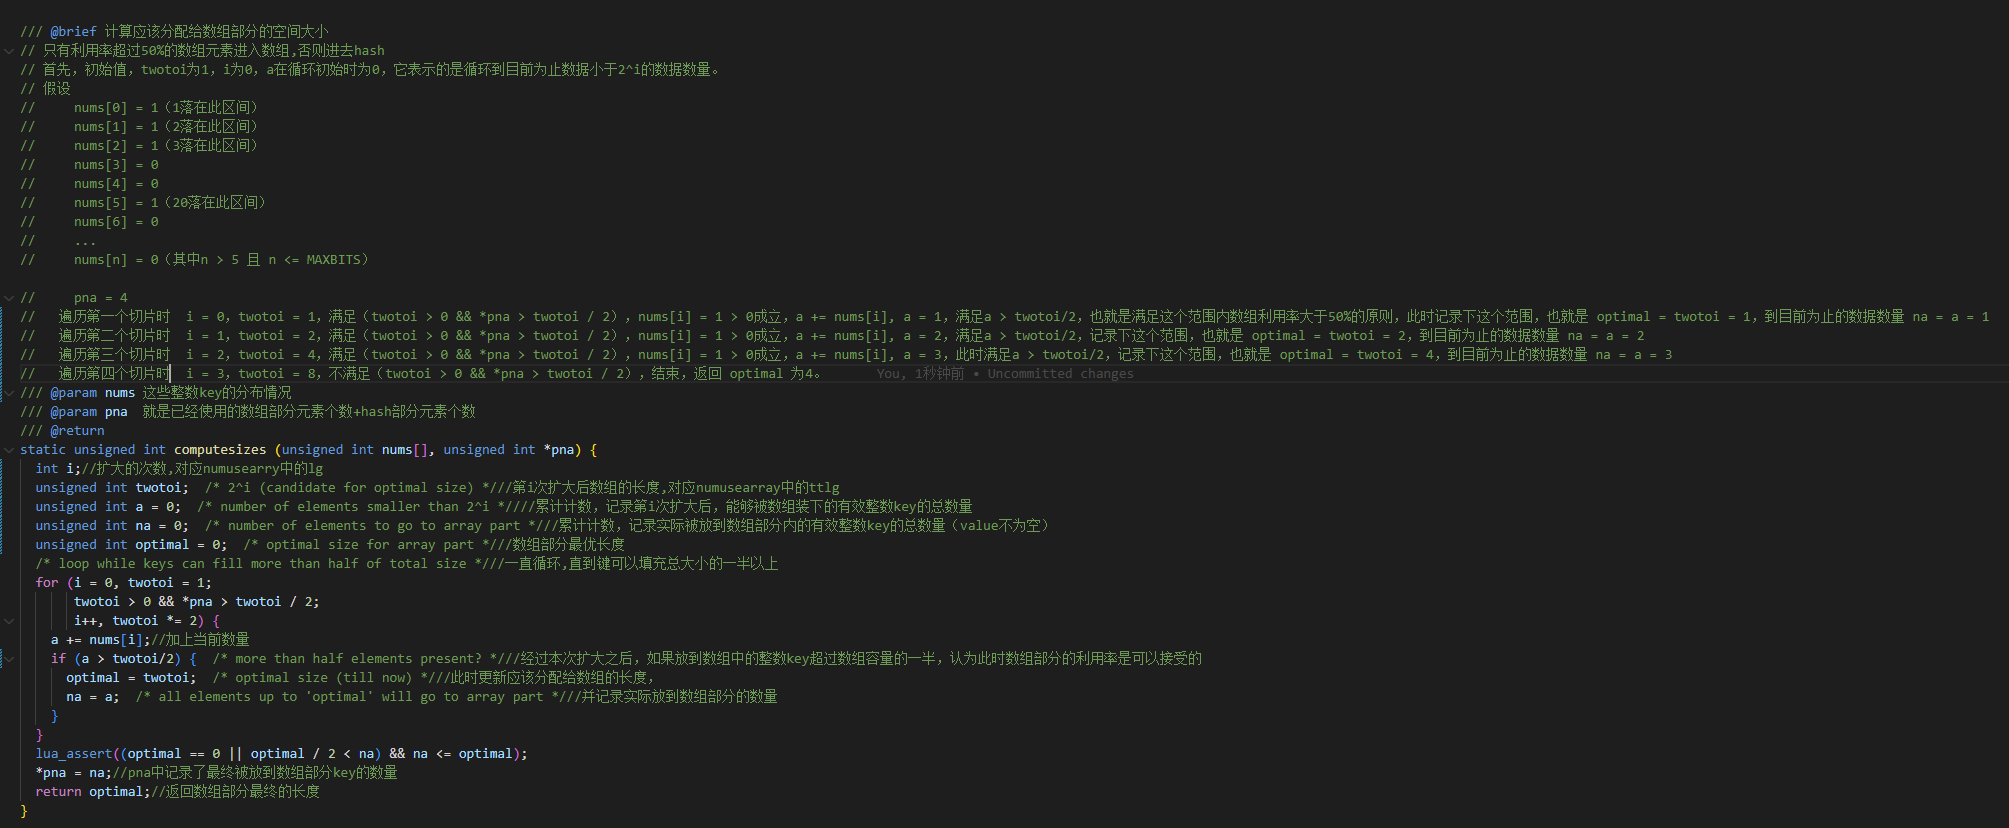 /// @brief 计算应该分配给数组部分的空间大小
// 只有利用率超过50%的数组元素进入数组,否则进去hash
// 首先，初始值，twotoi为1，i为0，a在循环初始时为0，它表示的是循环到目前为止数据小于2^i的数据数量。
// 假设
//     nums[0] = 1（1落在此区间）
//     nums[1] = 1（2落在此区间）
//     nums[2] = 1（3落在此区间）
//     nums[3] = 0
//     nums[4] = 0
//     nums[5] = 1（20落在此区间）
//     nums[6] = 0
//     ...
//     nums[n] = 0（其中n > 5 且 n <= MAXBITS）
//     pna = 4
//   遍历第一个切片时  i = 0，twotoi = 1，满足（twotoi > 0 && *pna > twotoi / 2），nums[i] = 1 > 0成立，a += nums[i], a = 1，满足a > twotoi/2，也就是满足这个范围内数组利用率大于50%的原则，此时记录下这个范围，也就是 optimal = twotoi = 1，到目前为止的数据数量 na = a = 1
//   遍历第二个切片时  i = 1，twotoi = 2，满足（twotoi > 0 && *pna > twotoi / 2），nums[i] = 1 > 0成立，a += nums[i], a = 2，满足a > twotoi/2，记录下这个范围，也就是 optimal = twotoi = 2，到目前为止的数据数量 na = a = 2
//   遍历第三个切片时  i = 2，twotoi = 4，满足（twotoi > 0 && *pna > twotoi / 2），nums[i] = 1 > 0成立，a += nums[i], a = 3，此时满足a > twotoi/2，记录下这个范围，也就是 optimal = twotoi = 4，到目前为止的数据数量 na = a = 3
//   遍历第四个切片时  i = 3，twotoi = 8，不满足（twotoi > 0 && *pna > twotoi / 2），结束，返回 optimal 为4。 You, 1秒钟前 • Uncommitted changes
/// @param nums 这些整数key的分布情况
/// @param pna  就是已经使用的数组部分元素个数+hash部分元素个数
/// @return
static unsigned int computesizes (unsigned int nums[], unsigned int *pna) {
  int i;//扩大的次数,对应numusearry中的lg
  unsigned int twotoi;  /* 2^i (candidate for optimal size) *///第i次扩大后数组的长度,对应numusearray中的ttlg
  unsigned int a = 0;  /* number of elements smaller than 2^i *////累计计数，记录第i次扩大后，能够被数组装下的有效整数key的总数量
  unsigned int na = 0;  /* number of elements to go to array part *///累计计数，记录实际被放到数组部分内的有效整数key的总数量（value不为空）
  unsigned int optimal = 0;  /* optimal size for array part *///数组部分最优长度
  /* loop while keys can fill more than half of total size *///一直循环,直到键可以填充总大小的一半以上
  for (i = 0, twotoi = 1;
       twotoi > 0 && *pna > twotoi / 2;
       i++, twotoi *= 2) {
    a += nums[i];//加上当前数量
    if (a > twotoi/2) {  /* more than half elements present? *///经过本次扩大之后，如果放到数组中的整数key超过数组容量的一半，认为此时数组部分的利用率是可以接受的
      optimal = twotoi;  /* optimal size (till now) *///此时更新应该分配给数组的长度，
      na = a;  /* all elements up to 'optimal' will go to array part *///并记录实际放到数组部分的数量
    }
  }
  lua_assert((optimal == 0 || optimal / 2 < na) && na <= optimal);
  *pna = na;//pna中记录了最终被放到数组部分key的数量
  return optimal;//返回数组部分最终的长度
}